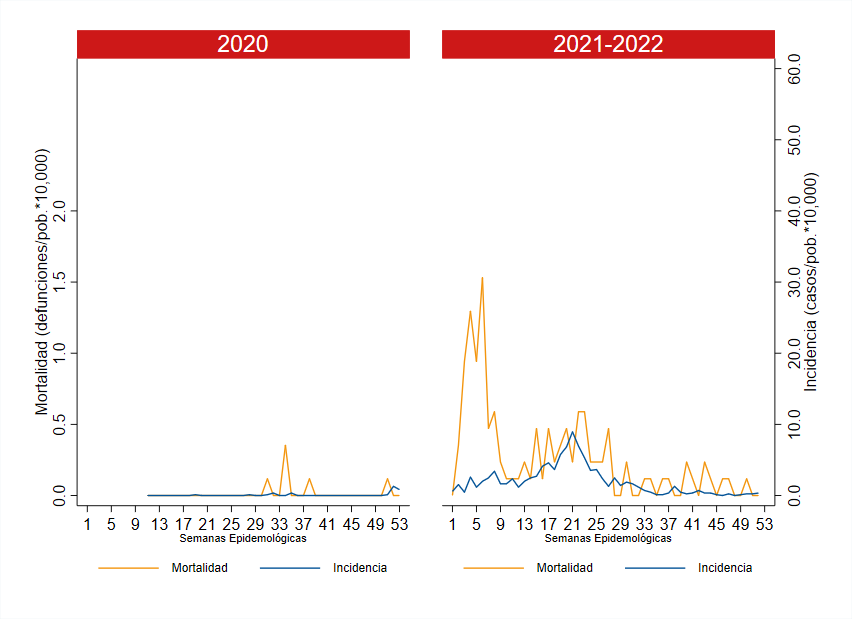 2020
2021-2022
Mortalidad (defunciones/pob.*10,000)
0.0 0.5 1.0 1.5 2.0
1 5 9 13 17 21 25 29 33 37 41 45 49 53
Semanas Epidemológicas
Mortalidad Incidencia
1 5 9 13 17 21 25 29 33 37 41 45 49 53
Semanas Epidemológicas
Mortalidad Incidencia
0.0 10.0 20.0 30.0 40.0 50.0 60.0
Incidencia (casos/pob.*10,000)